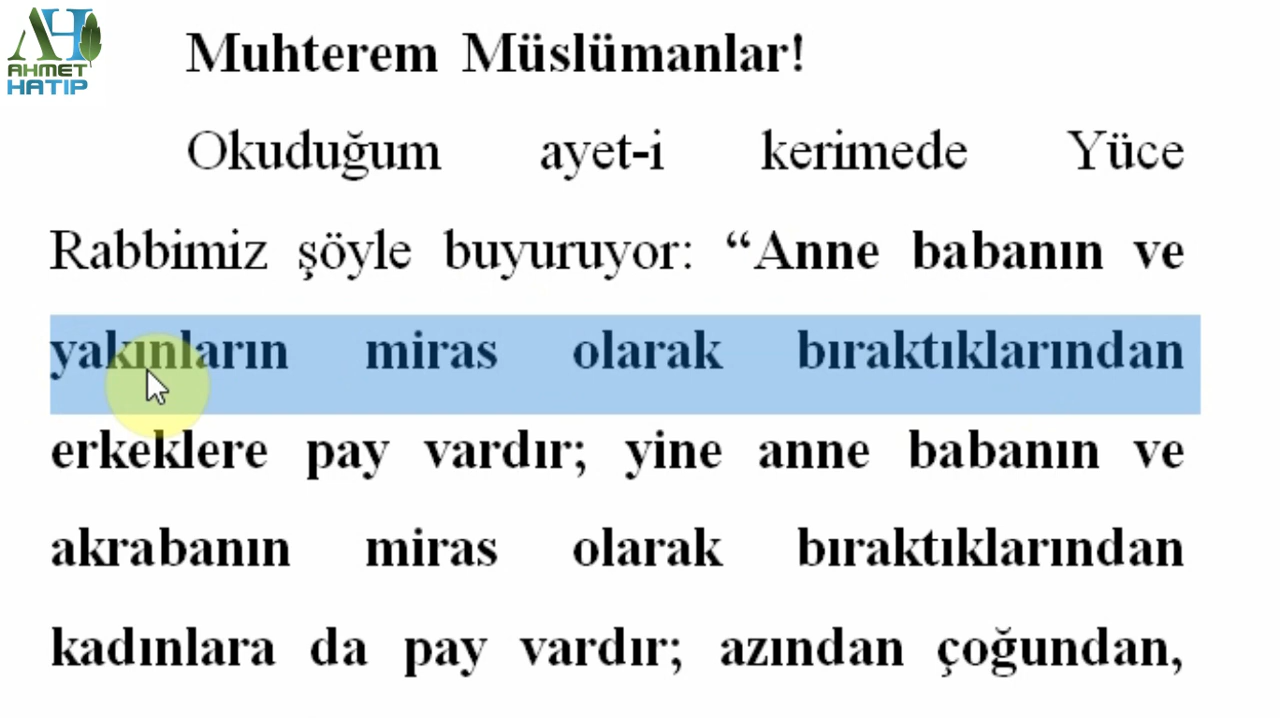 AH
AHMET
HATIP
Muhterem Müslümanlar!
Okuduğum ayet-i kerimede Yüce
Rabbimiz şöyle buyuruyor: “Anne babanın ve
yakınların miras olarak bıraktıklarından
erkeklere pay vardır; yine anne babanın ve
akrabanın miras olarak bıraktıklarından
kadınlara da pay vardır; azından çoğundan,